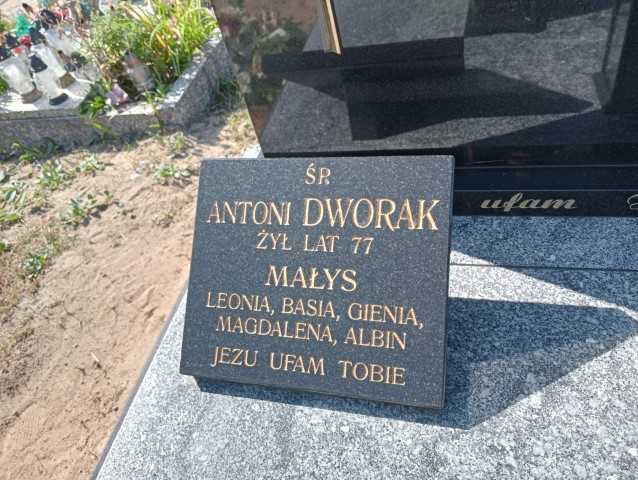 ŚP.
ANTONI DWORAK
ŻYŁ LAT 77
MAŁYS
LEONIA, BASIA, GIENIA,
MAGDALENA, ALBIN
JEZU UFAM TOBIE
ufam